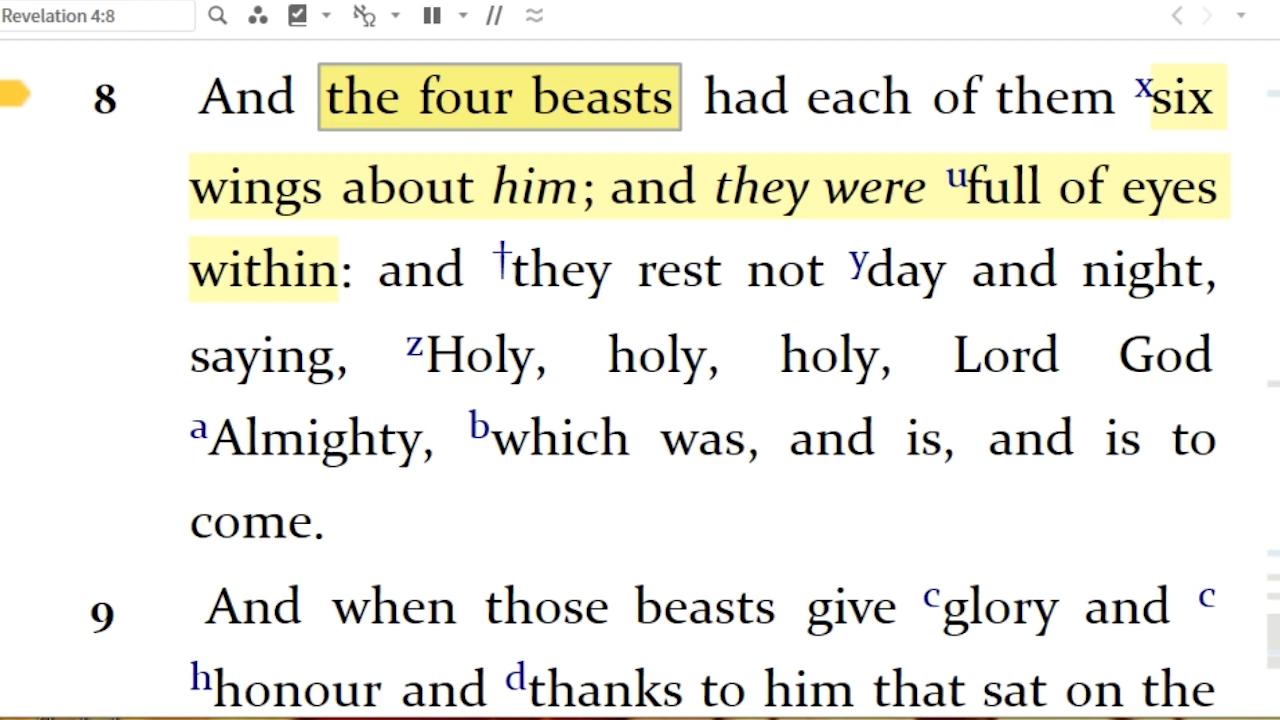 Revelation 4:8
8 And the four beasts had each of them xsix
wings about him; and they were ufull of eyes
within: and †they rest not yday and night,
saying, zHoly, holy, holy, Lord God
aAlmighty, bwhich was, and is, and is to
come.
9 And when those beasts give cglory and c
hhonour and dthanks to him that sat on the